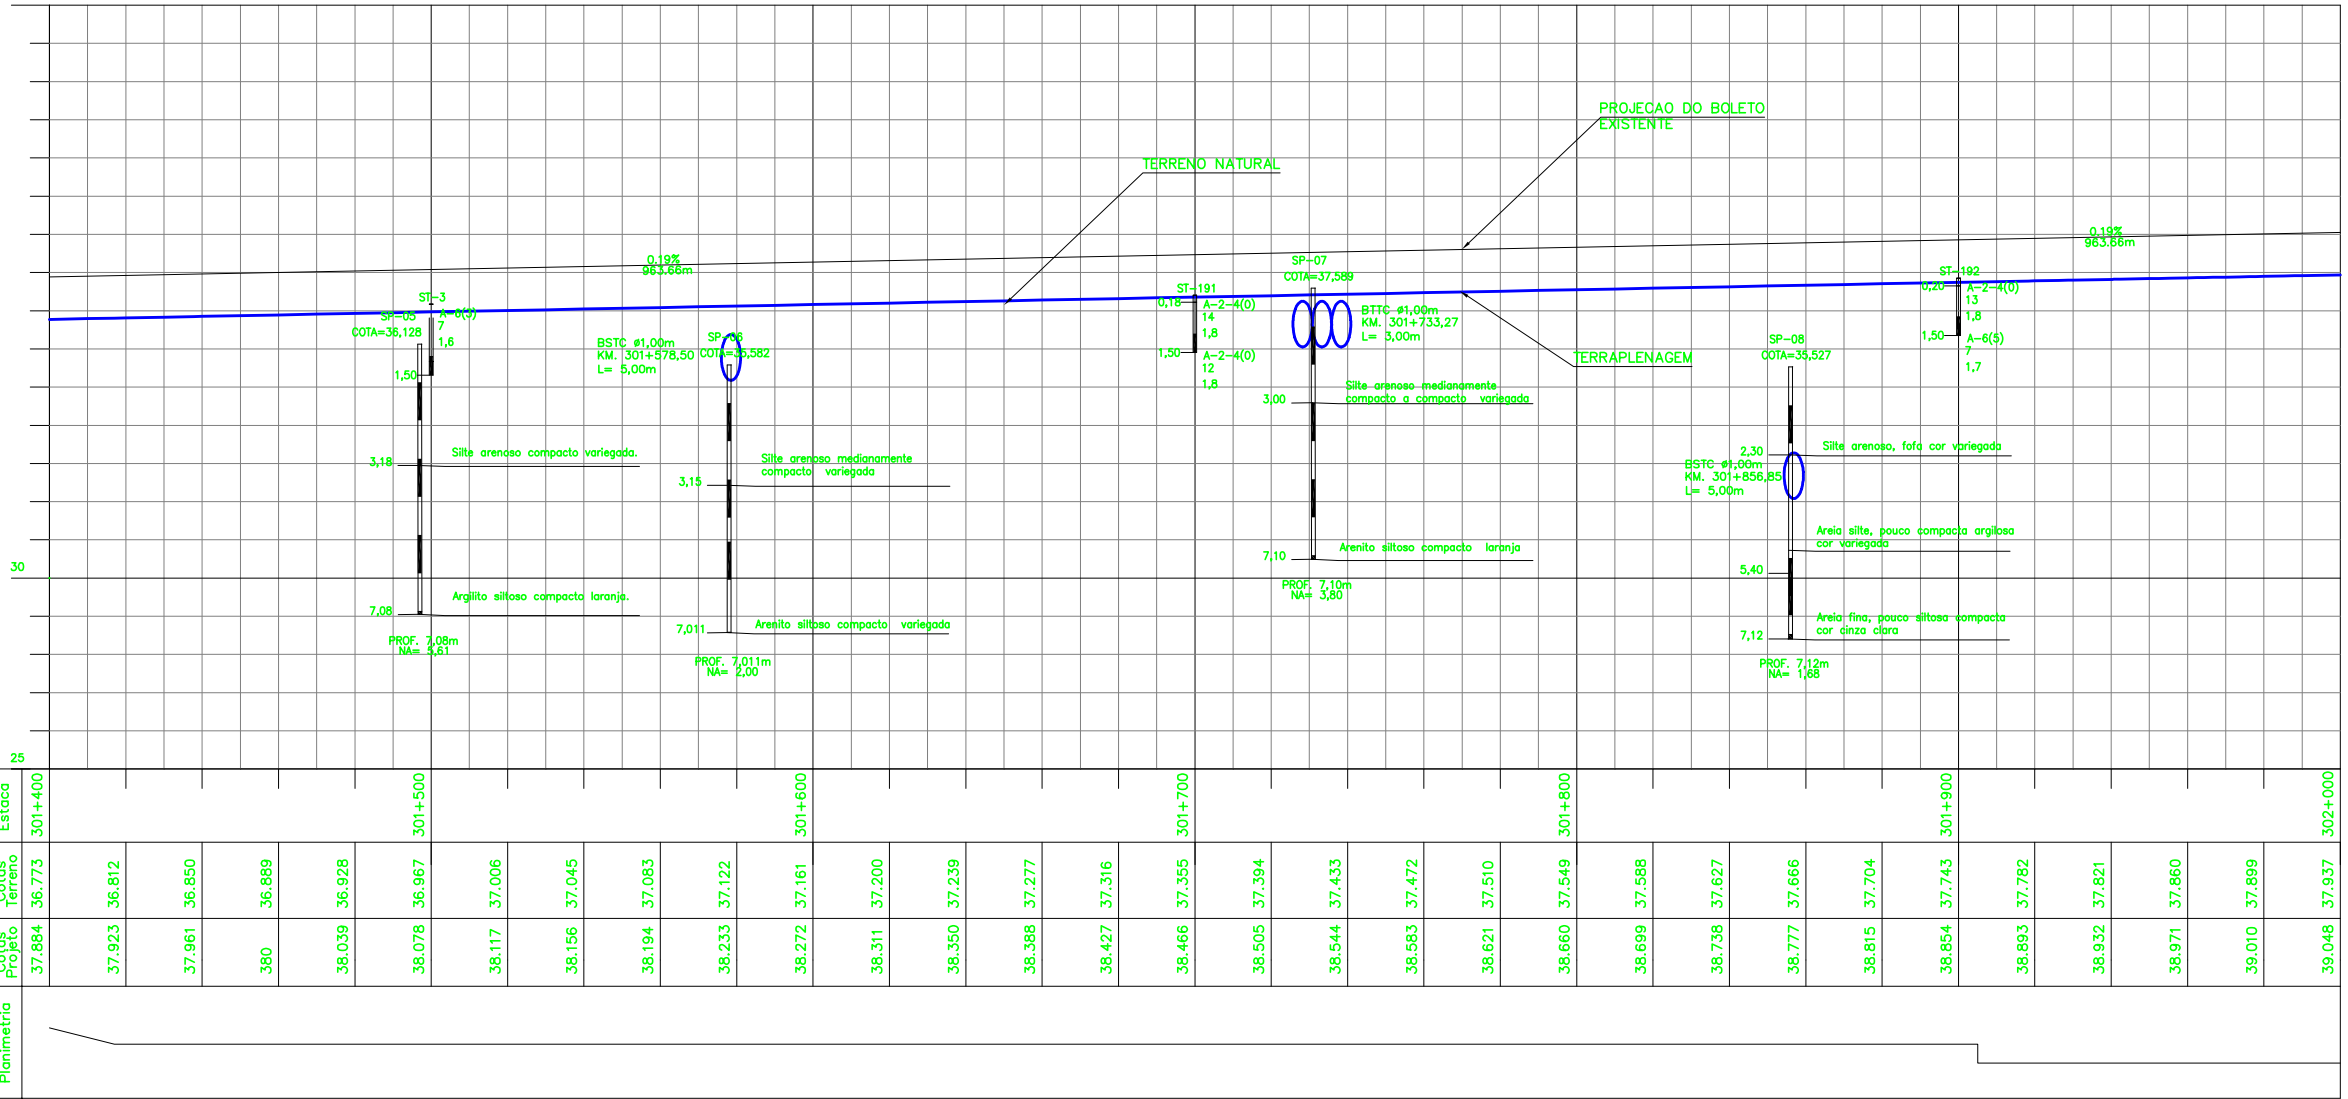 PROJECAO DO BOLETO
EXISTENTE
TERRENO NATURAL
0.19%
963.66m
0.19%
963.66m
ST-3
A-6(3)
7
1,6
1,50
SP-05
COTA=36,128
3,18
Silte arenoso compacto variegada.
7,08
Argilito siltoso compacto laranja.
PROF. 7,08m
NA= 5,61
BSTC ø1,00m
KM. 301+578,50
L= 5,00m
SP-06
COTA=35,582
3,15
Silte arenoso medianamente
compacto variegada
7,011
Arenito siltoso compacto variegada
PROF. 7,011m
NA= 2,00
ST-191
0,18
A-2-4(0)
14
1,8
1,50
A-2-4(0)
12
1,8
SP-07
COTA=37,589
BTTC ø1,00m
KM. 301+733,27
L= 3,00m
3,00
Silte arenoso medianamente
compacto a compacto variegada
7,10
Arenito siltoso compacto laranja
PROF. 7,10m
NA= 3,80
TERRAPLENAGEM
SP-08
COTA=35,527
2,30
Silte arenoso, fofo cor variegada
BSTC ø1,00m
KM. 301+856,85
L= 5,00m
Areia silte, pouco compacta argilosa
cor variegada
5,40
Areia fina, pouco siltosa compacta
cor cinza clara
7,12
PROF. 7,12m
NA= 1,68
ST-192
0,20
A-2-4(0)
13
1,8
1,50
A-6(5)
7
1,7
30
25
Estaca
301+400 301+500 301+600 301+700 301+800 301+900 302+000
Cotas
Terreno
36.773 36.812 36.850 36.889 36.928 36.967 37.006 37.045 37.083 37.122 37.161 37.200 37.239 37.277 37.316 37.355 37.394 37.433 37.472 37.510 37.549 37.588 37.627 37.666 37.704 37.743 37.782 37.821 37.860 37.899 37.937
Cotas
Projeto
37.884 37.923 37.961 380 38.039 38.078 38.117 38.156 38.194 38.233 38.272 38.311 38.350 38.388 38.427 38.466 38.505 38.544 38.583 38.621 38.660 38.699 38.738 38.777 38.815 38.854 38.893 38.932 38.971 39.010 39.048
Planimetria